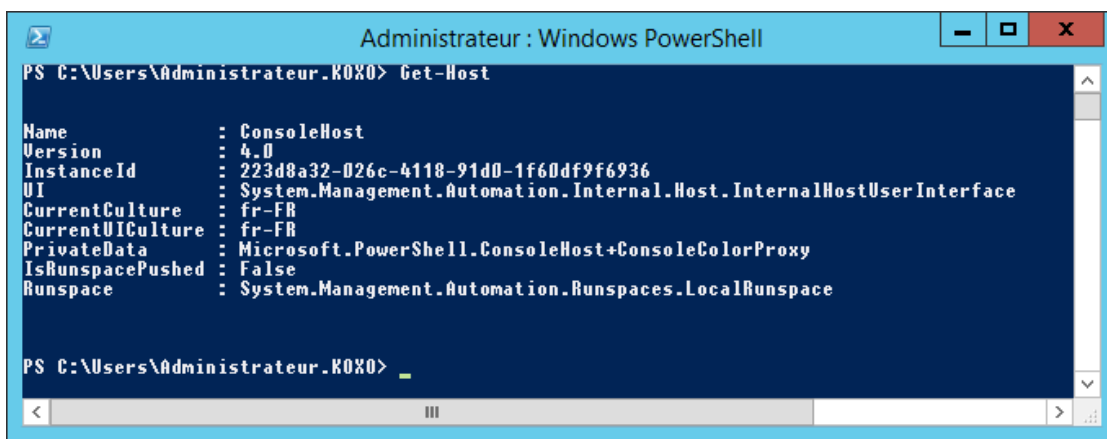 Administrateur : Windows PowerShell
PS C:\Users\Administrateur.KOXO> Get-Host
Name : ConsoleHost
Version : 4.0
InstanceId : 223d8a32-026c-4118-91d0-1f60df9f6936
UI : System.Management.Automation.Internal.Host.InternalHostUserInterface
CurrentCulture : fr-FR
CurrentUICulture : fr-FR
PrivateData : Microsoft.PowerShell.ConsoleHost+ConsoleColorProxy
IsRunspacePushed : False
Runspace : System.Management.Automation.Runspaces.LocalRunspace
PS C:\Users\Administrateur.KOXO> _